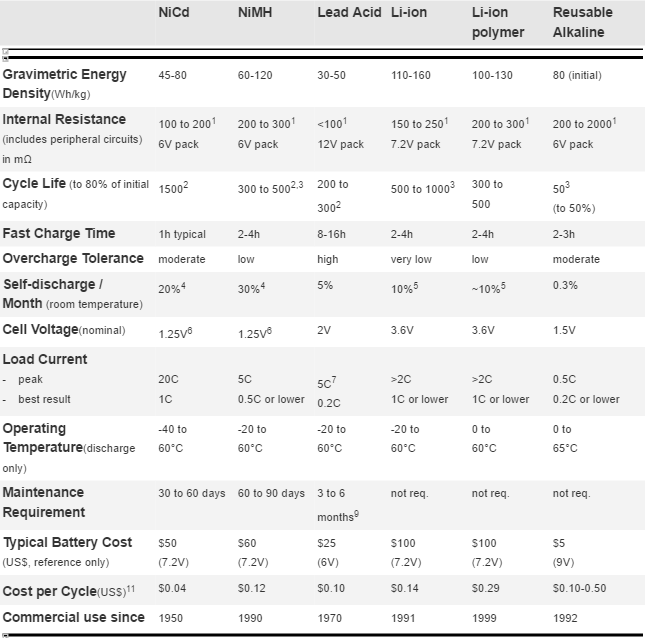 NiCd NiMH Lead Acid Li-ion Li-ion Reusable
polymer Alkaline
Gravimetric Energy 45-80 60-120 30-50 110-160 100-130 80 (initial)
Density(Wh/kg)
Internal Resistance 100 to 200¹ 200 to 300¹ <100¹ 150 to 250¹ 200 to 300¹ 200 to 2000¹
(includes peripheral circuits) 6V pack 6V pack 12V pack 7.2V pack 7.2V pack 6V pack
in mΩ
Cycle Life (to 80% of initial 1500² 300 to 500²,³ 200 to 500 to 1000³ 300 to 50³
capacity) 300² 500 (to 50%)
Fast Charge Time 1h typical 2-4h 8-16h 2-4h 2-4h 2-3h
Overcharge Tolerance moderate low high very low low moderate
Self-discharge / 20%⁴ 30%⁴ 5% 10%⁵ ~10%⁵ 0.3%
Month (room temperature)
Cell Voltage(nominal) 1.25V⁶ 1.25V⁶ 2V 3.6V 3.6V 1.5V
Load Current
- peak 20C 5C 5C⁷ >2C >2C 0.5C
- best result 1C 0.5C or lower 0.2C 1C or lower 1C or lower 0.2C or lower
Operating -40 to -20 to -20 to -20 to 0 to 0 to
Temperature(discharge 60°C 60°C 60°C 60°C 60°C 65°C
only)
Maintenance 30 to 60 days 60 to 90 days 3 to 6 not req. not req. not req.
Requirement months⁹
Typical Battery Cost $50 $60 $25 $100 $100 $5
(US$, reference only) (7.2V) (7.2V) (6V) (7.2V) (7.2V) (9V)
Cost per Cycle(US$)¹¹ $0.04 $0.12 $0.10 $0.14 $0.29 $0.10-0.50
Commercial use since 1950 1990 1970 1991 1999 1992